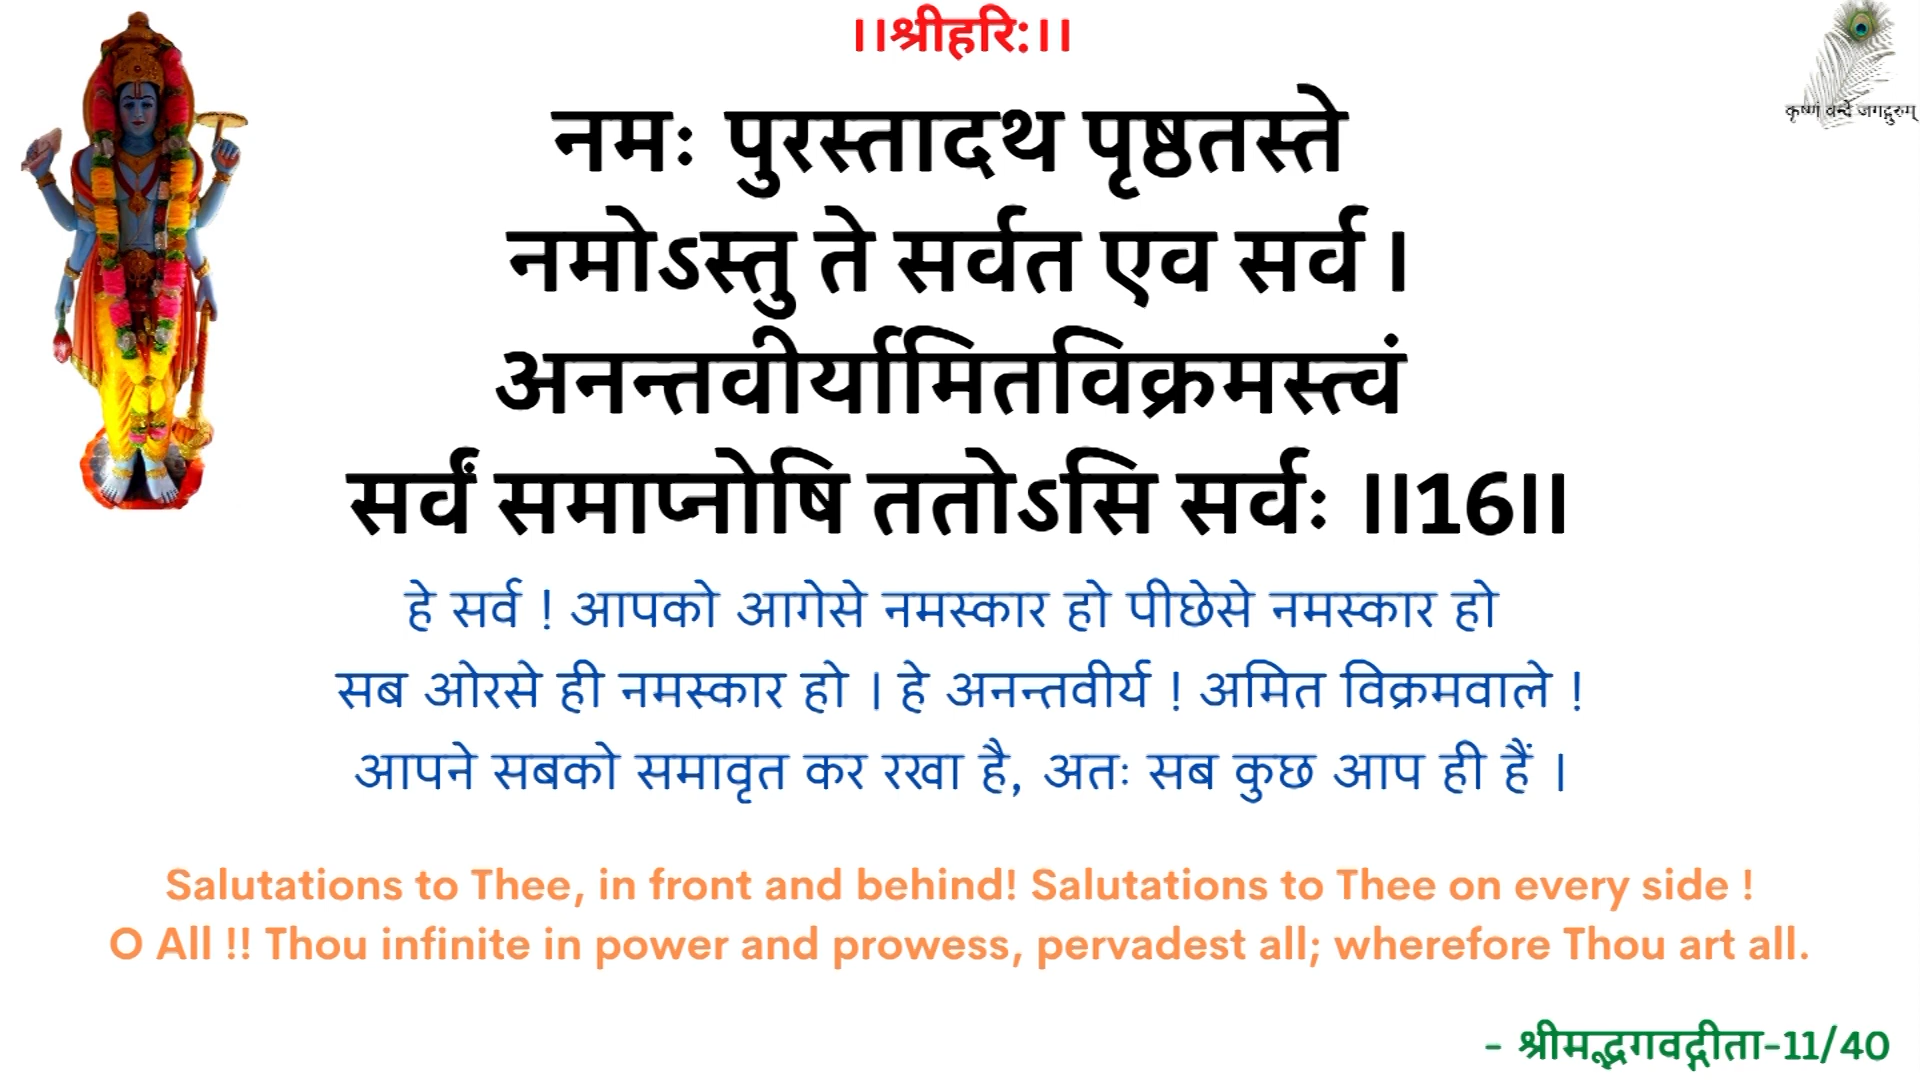 ।।श्रीहरि:।।
कृष्णं वन्दे जगद्गुरुम्
नमः पुरस्तादथ पृष्ठतस्ते
नमोऽस्तु ते सर्वत एव सर्व ।
अनन्तवीर्यामितविक्रमस्त्वं
सर्वं समाप्नोषि ततोऽसि सर्वः ॥16॥
हे सर्व ! आपको आगेसे नमस्कार हो पीछेसे नमस्कार हो
सब ओरसे ही नमस्कार हो । हे अनन्तवीर्य ! अमित विक्रमवाले !
आपने सबको समावृत कर रखा है, अतः सब कुछ आप ही हैं ।
Salutations to Thee, in front and behind! Salutations to Thee on every side !
O All !! Thou infinite in power and prowess, pervadest all; wherefore Thou art all.
- श्रीमद्भगवद्गीता-11/40